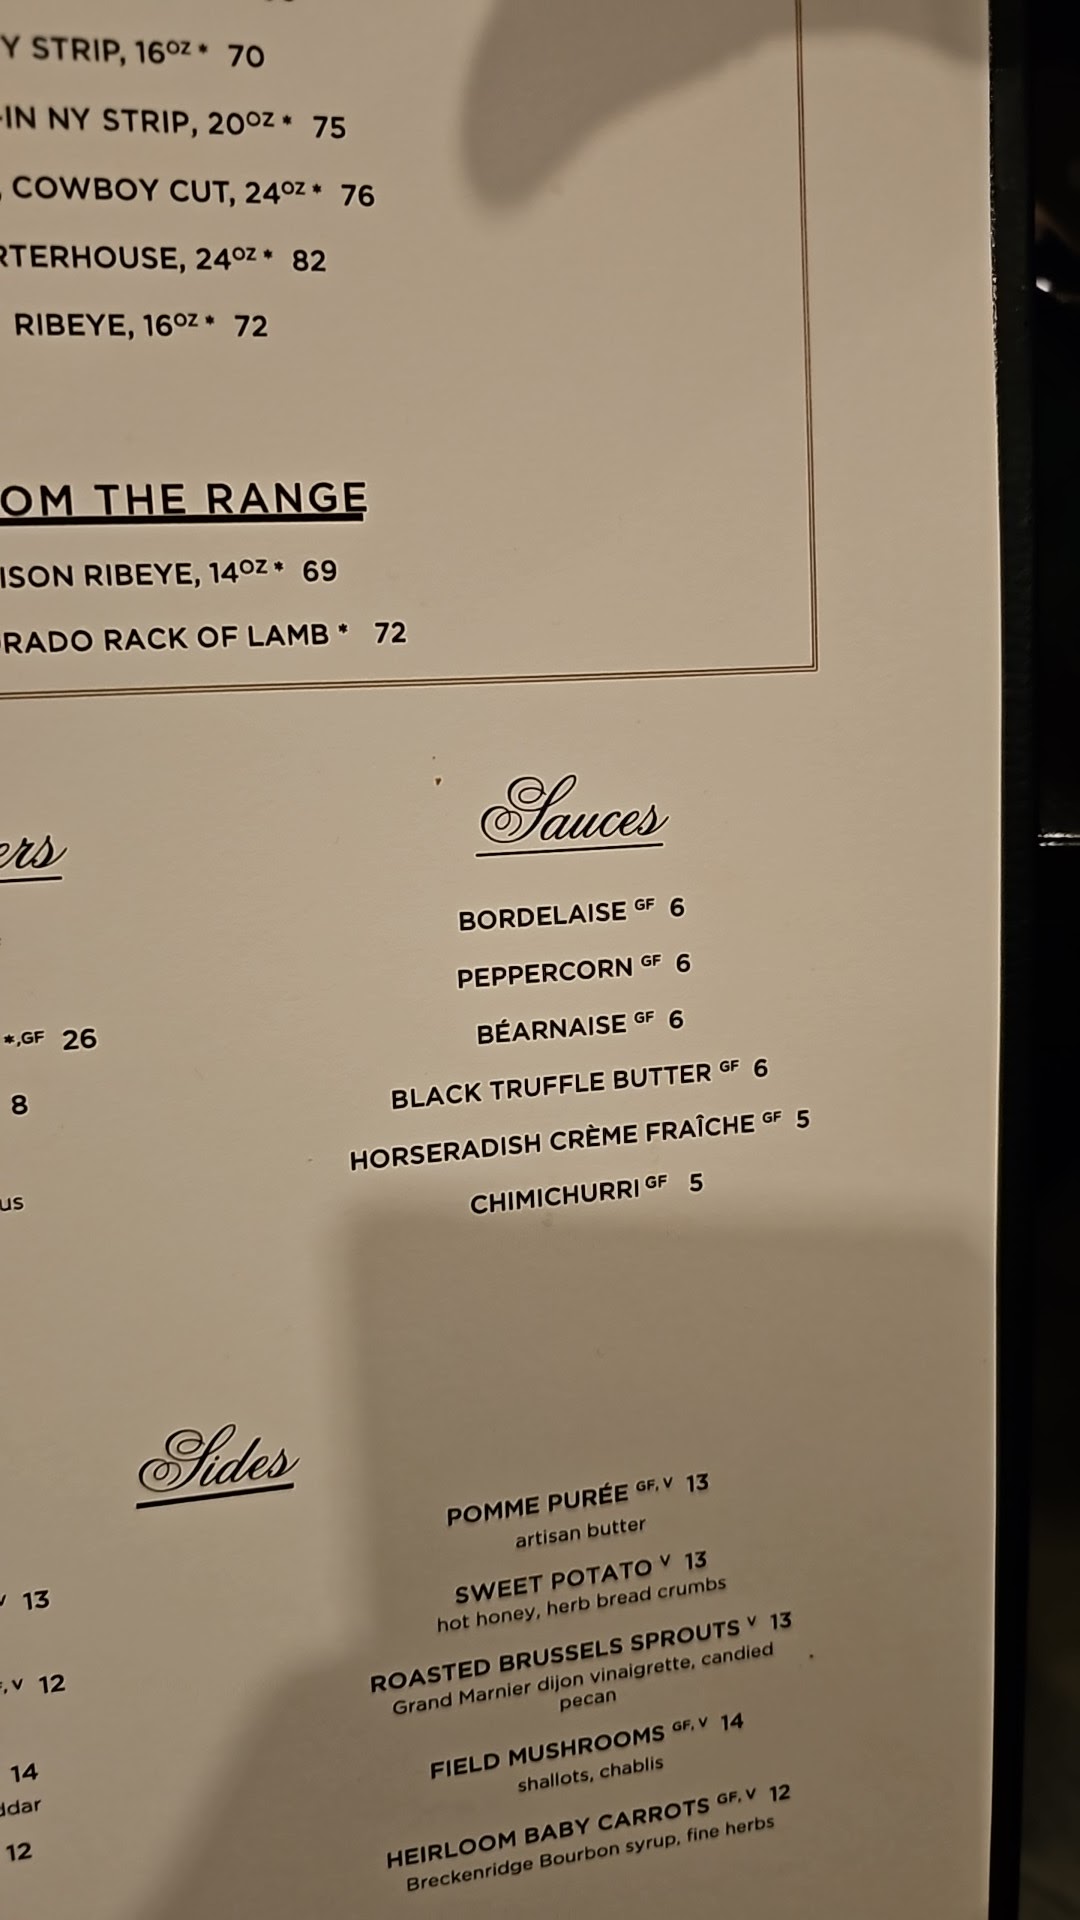 Y STRIP, 16OZ* 70
-IN NY STRIP, 20OZ* 75
, COWBOY CUT, 24OZ* 76
RTERHOUSE, 24OZ* 82
RIBEYE, 16OZ* 72
OM THE RANGE
ISON RIBEYE, 14OZ* 69
ORADO RACK OF LAMB* 72
ers
*,GF 26
8
us
Sauces
BORDELAISE GF 6
PEPPERCORN GF 6
BÉARNAISE GF 6
BLACK TRUFFLE BUTTER GF 6
HORSERADISH CRÈME FRAÎCHE GF 5
CHIMICHURRI GF 5
Sides
V 13
, V 12
14
ddar
12
POMME PURÉE GF, V 13
artisan butter
SWEET POTATO V 13
hot honey, herb bread crumbs
ROASTED BRUSSELS SPROUTS V 13
Grand Marnier dijon vinaigrette, candied
pecan
FIELD MUSHROOMS GF, V 14
shallots, chablis
HEIRLOOM BABY CARROTS GF, V 12
Breckenridge Bourbon syrup, fine herbs